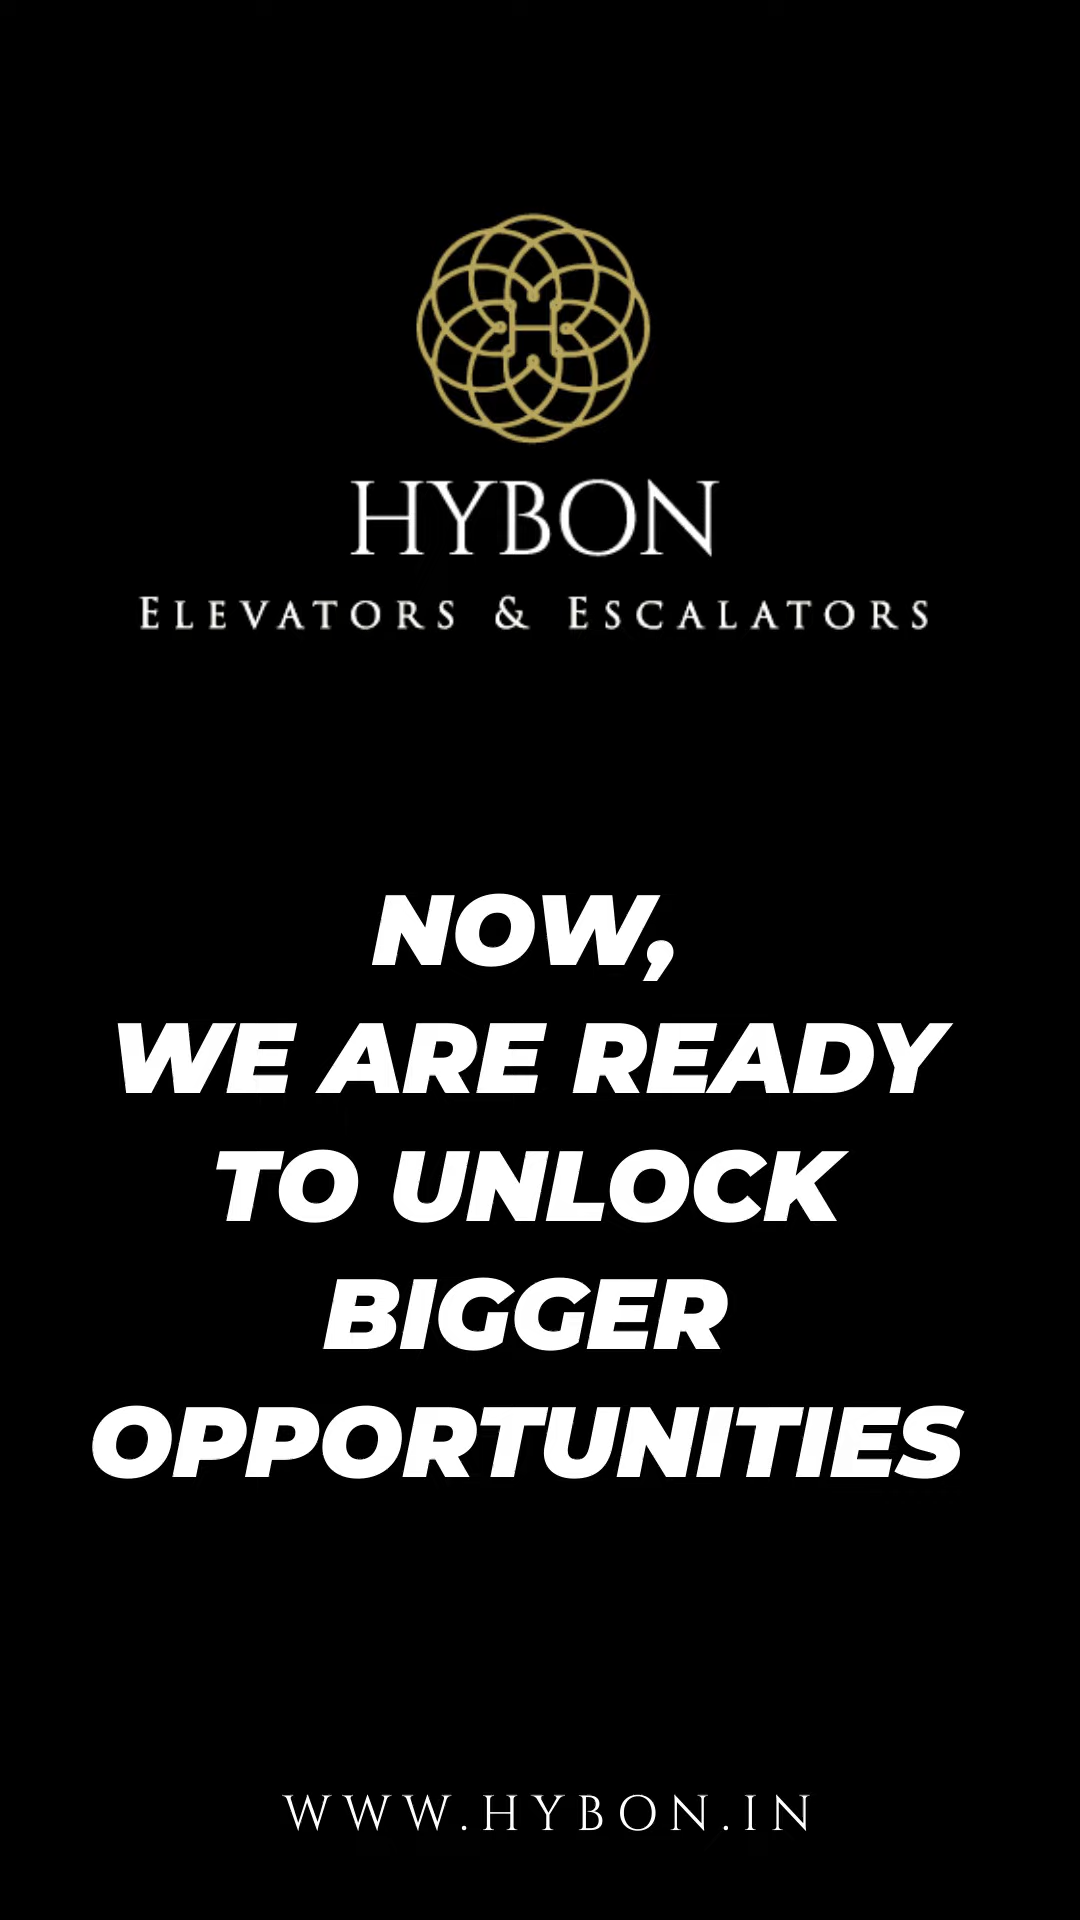 HYBON
ELEVATORS & ESCALATORS
NOW,
WE ARE READY
TO UNLOCK
BIGGER
OPPORTUNITIES
WWW.HYBON.IN